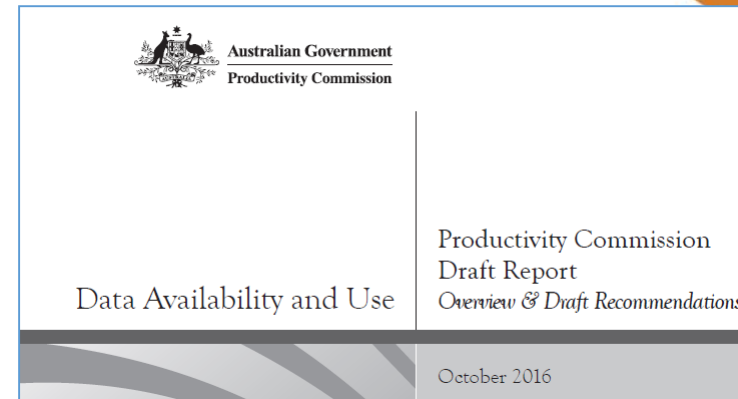 Australian Government
Productivity Commission
Productivity Commission
Draft Report
Data Availability and Use
Overview & Draft Recommendations
October 2016